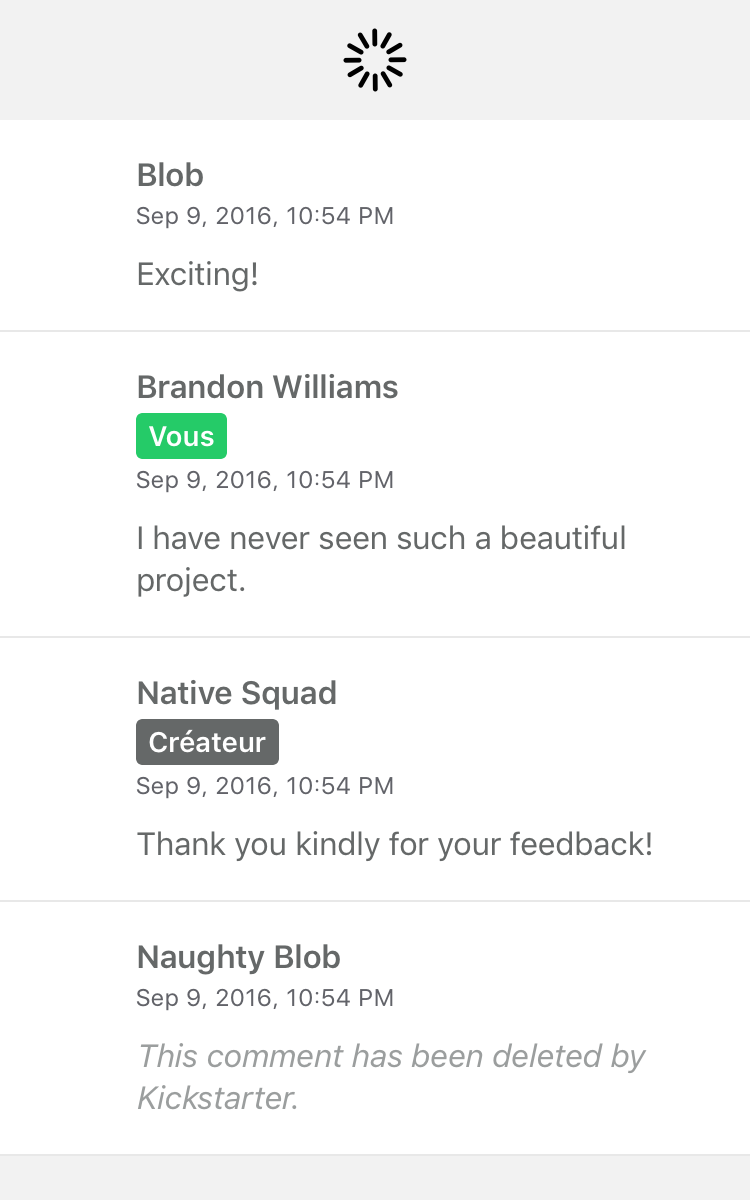 Blob
Sep 9, 2016, 10:54 PM
Exciting!
Brandon Williams
Vous
Sep 9, 2016, 10:54 PM
I have never seen such a beautiful
project.
Native Squad
Créateur
Sep 9, 2016, 10:54 PM
Thank you kindly for your feedback!
Naughty Blob
Sep 9, 2016, 10:54 PM
This comment has been deleted by
Kickstarter.